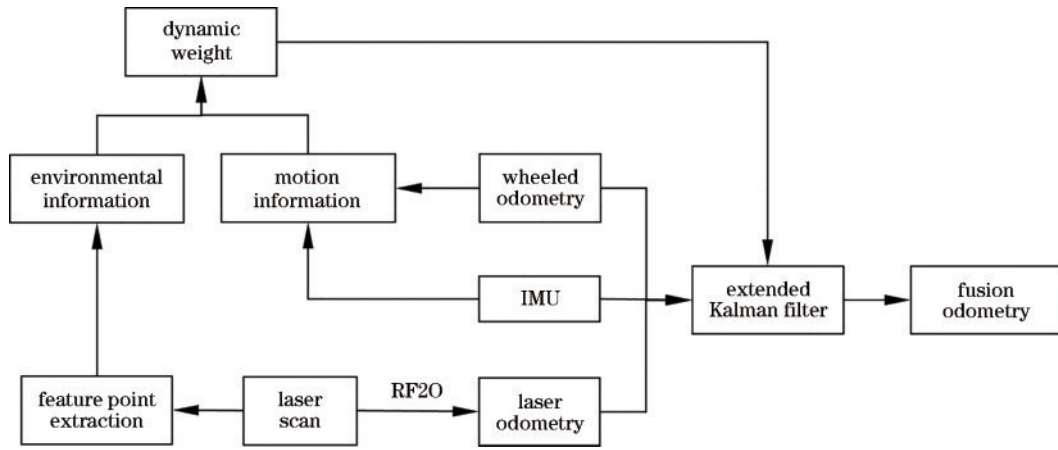 dynamic
weight
environmental
information
motion
information
wheeled
odometry
IMU
extended
Kalman filter
fusion
odometry
feature point
extraction
laser
scan
RF2O
laser
odometry